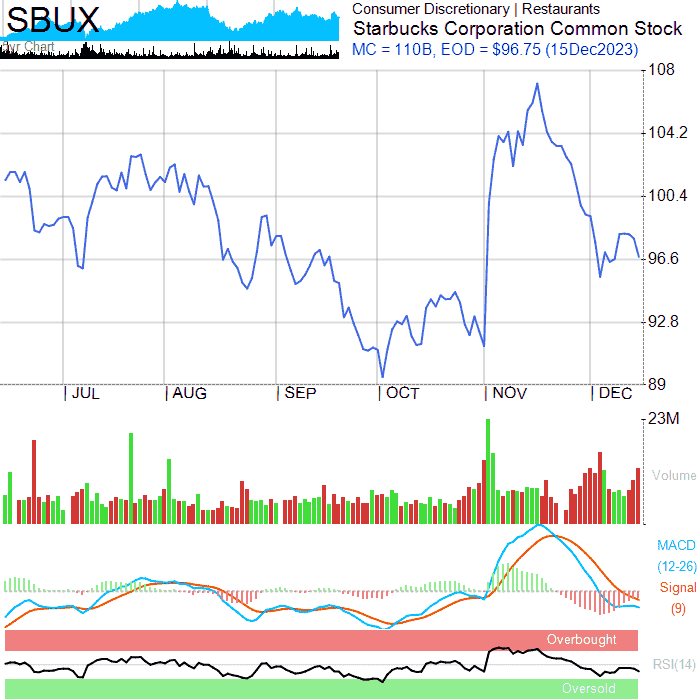 SBUX
7yr Chart
Consumer Discretionary | Restaurants
Starbucks Corporation Common Stock
MC = 110B, EOD = $96.75 (15Dec2023)
108
104.2
100.4
96.6
92.8
89
| JUL | AUG | SEP | OCT | NOV | DEC
23M
Volume
MACD
(12-26)
Signal
(9)
Overbought
RSI(14)
Oversold